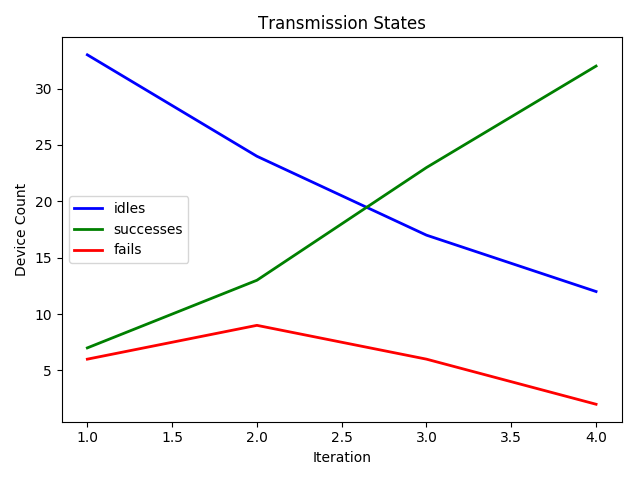 Transmission States
Device Count
30
25
20
15
10
5
idles
successes
fails
1.0 1.5 2.0 2.5 3.0 3.5 4.0
Iteration